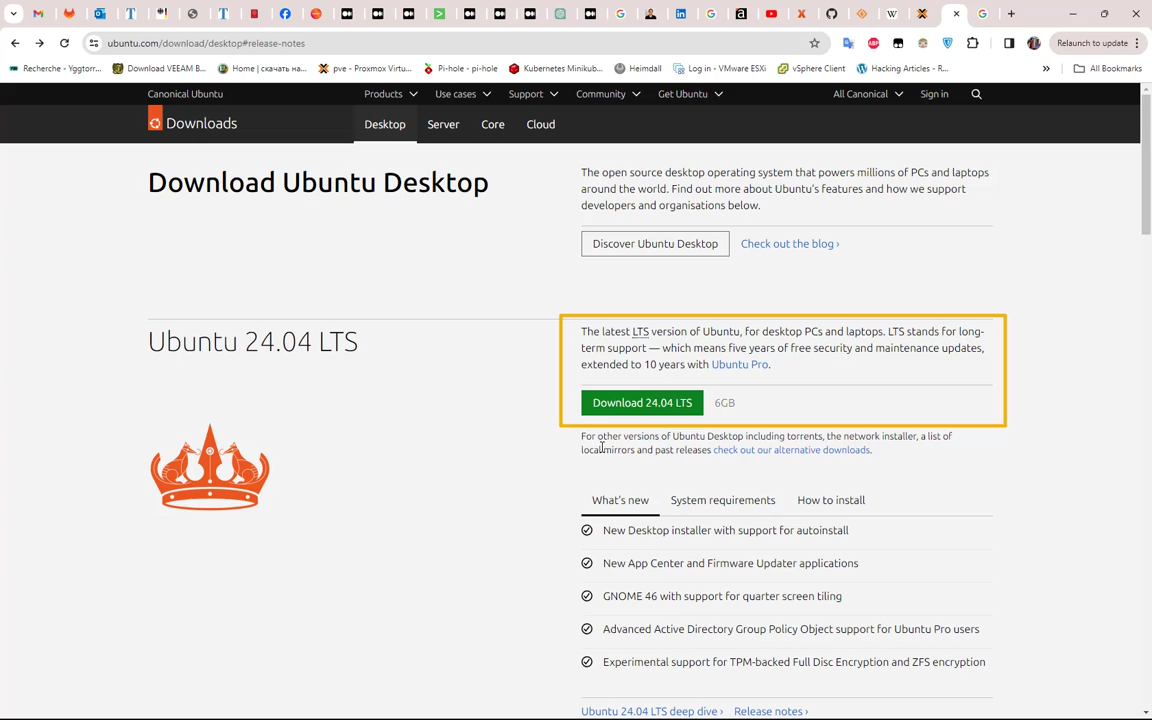 ubuntu.com/download/desktop#release-notes
Relaunch to update
Recherche - Yggtorr...
Download VEEAM B...
Home | скачать на...
pve - Proxmox Virtu...
Pi-hole - pi-hole
Kubernetes Minikub...
Heimdall
Log in - VMware ESXi
vSphere Client
Hacking Articles - R...
»
All Bookmarks
Canonical Ubuntu
Products
Use cases
Support
Community
Get Ubuntu
All Canonical
Sign in
Downloads
Desktop
Server
Core
Cloud
Download Ubuntu Desktop
The open source desktop operating system that powers millions of PCs and laptops
around the world. Find out more about Ubuntu's features and how we support
developers and organisations below.
Discover Ubuntu Desktop
Check out the blog ›
Ubuntu 24.04 LTS
The latest LTS version of Ubuntu, for desktop PCs and laptops. LTS stands for long-
term support — which means five years of free security and maintenance updates,
extended to 10 years with Ubuntu Pro.
Download 24.04 LTS
6GB
For other versions of Ubuntu Desktop including torrents, the network installer, a list of
local mirrors and past releases check out our alternative downloads.
What's new
System requirements
How to install
New Desktop installer with support for autoinstall
New App Center and Firmware Updater applications
GNOME 46 with support for quarter screen tiling
Advanced Active Directory Group Policy Object support for Ubuntu Pro users
Experimental support for TPM-backed Full Disc Encryption and ZFS encryption
Ubuntu 24.04 LTS deep dive ›
Release notes ›